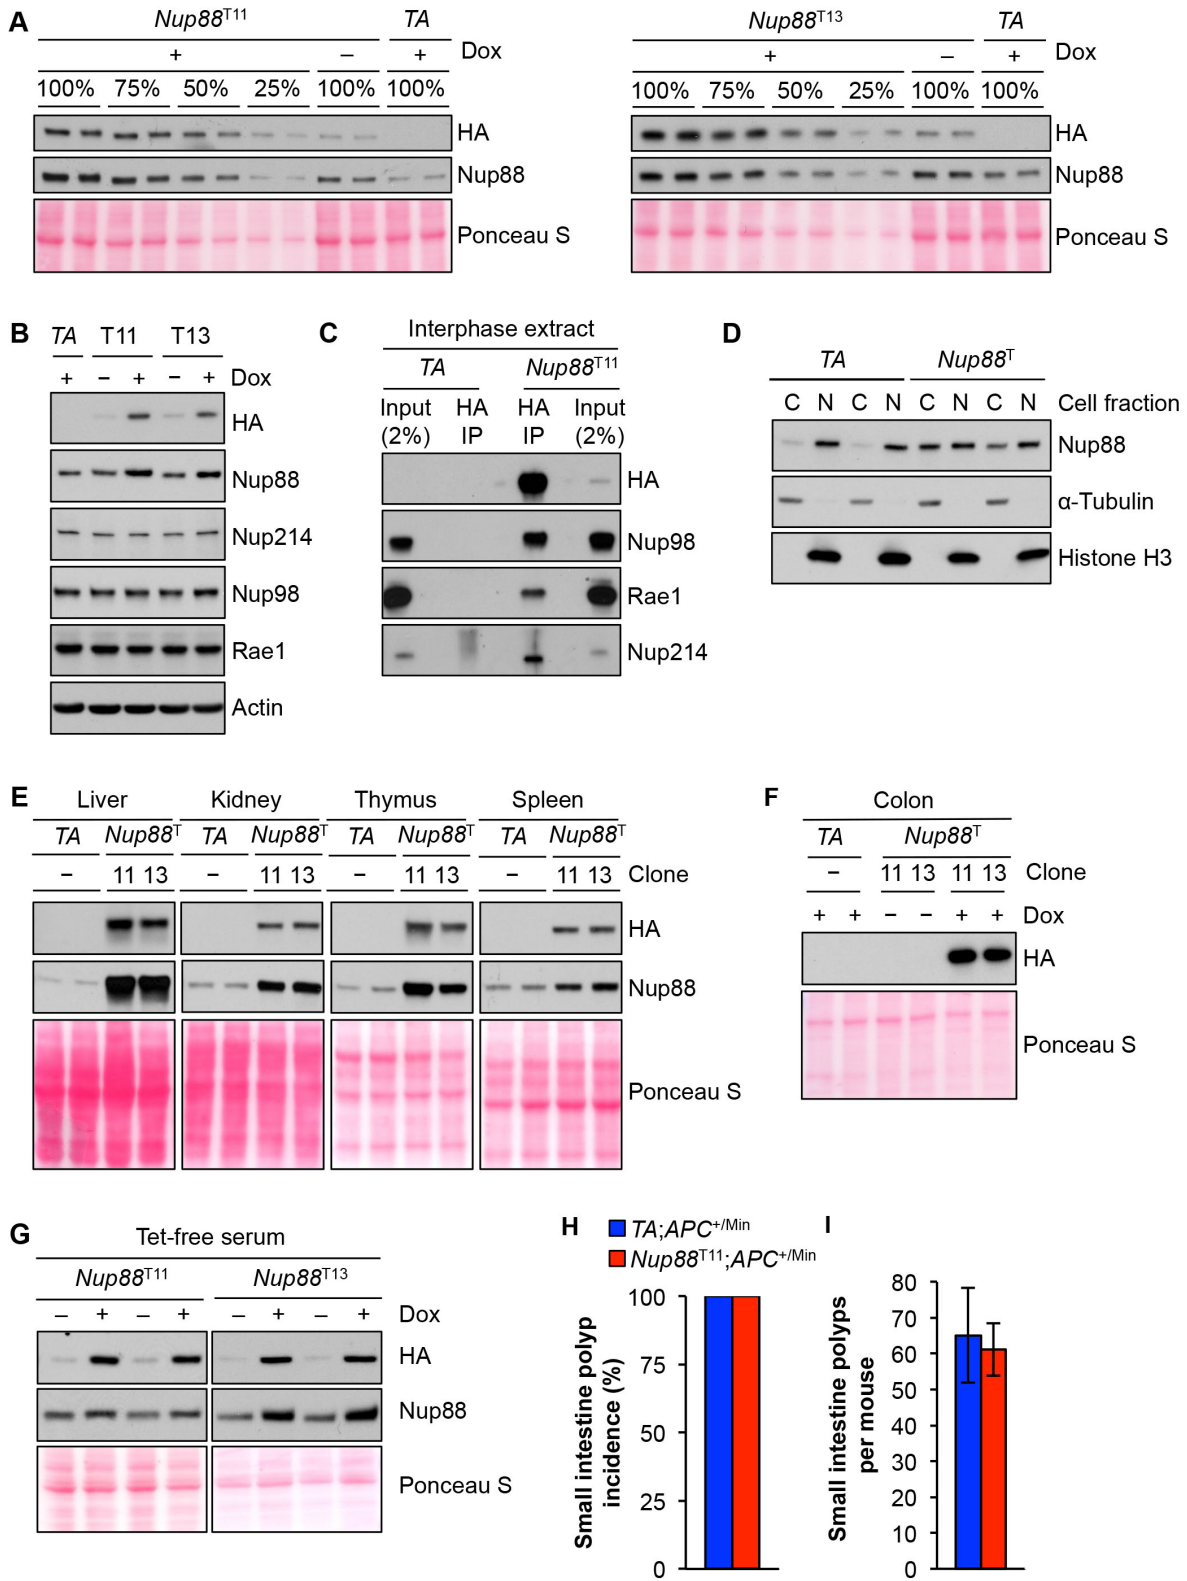 A
Nup88T11 TA
+ – + Dox
100% 75% 50% 25% 100% 100%
HA
Nup88
Ponceau S
Nup88T13 TA
+ – + Dox
100% 75% 50% 25% 100% 100%
HA
Nup88
Ponceau S
B
TA T11 T13
+ – + – + Dox
HA
Nup88
Nup214
Nup98
Rae1
Actin
C
Interphase extract
TA Nup88T11
Input HA HA Input
(2%) IP IP (2%)
HA
Nup98
Rae1
Nup214
D
TA Nup88T
C N C N C N C N Cell fraction
Nup88
α-Tubulin
Histone H3
E
Liver Kidney Thymus Spleen
TA Nup88T TA Nup88T TA Nup88T TA Nup88T
– 11 13 – 11 13 – 11 13 – 11 13 Clone
HA
Nup88
Ponceau S
F
Colon
TA Nup88T
– 11 13 11 13 Clone
+ + – – + + Dox
HA
Ponceau S
G
Tet-free serum
Nup88T11 Nup88T13
– + – + – + – + Dox
HA
Nup88
Ponceau S
H
TA;APC+/Min
Nup88T11;APC+/Min
Small intestine polyp
incidence (%)
100
75
50
25
0
I
Small intestine polyps
per mouse
80
70
60
50
40
30
20
10
0